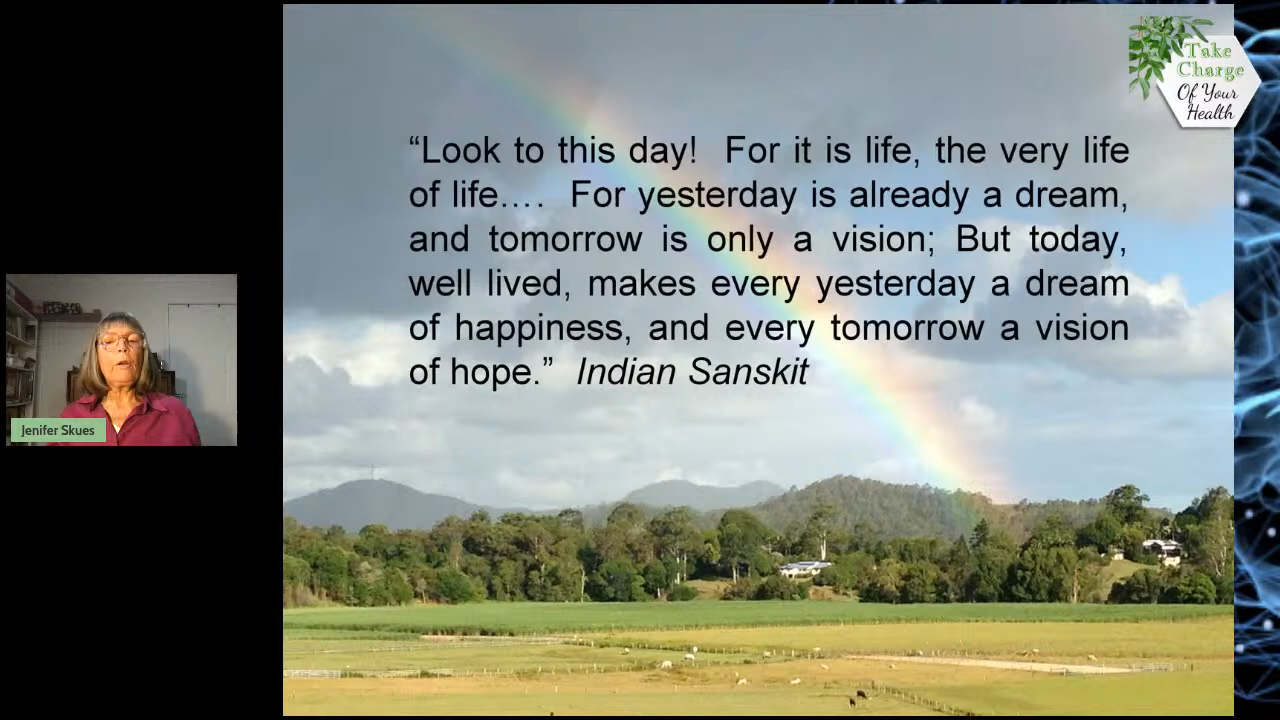 Take
Charge
Of Your
Health
“Look to this day!  For it is life, the very life
of life….  For yesterday is already a dream,
and tomorrow is only a vision; But today,
well lived, makes every yesterday a dream
of happiness, and every tomorrow a vision
of hope.”  Indian Sanskit
Jenifer Skues